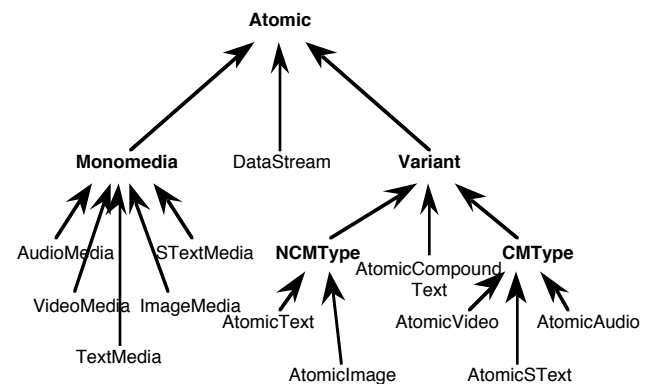 Atomic
Monomedia
DataStream
Variant
AudioMedia
STextMedia
NCMType
AtomicCompound
Text
CMType
VideoMedia
ImageMedia
AtomicText
AtomicVideo
AtomicAudio
TextMedia
AtomicImage
AtomicSText